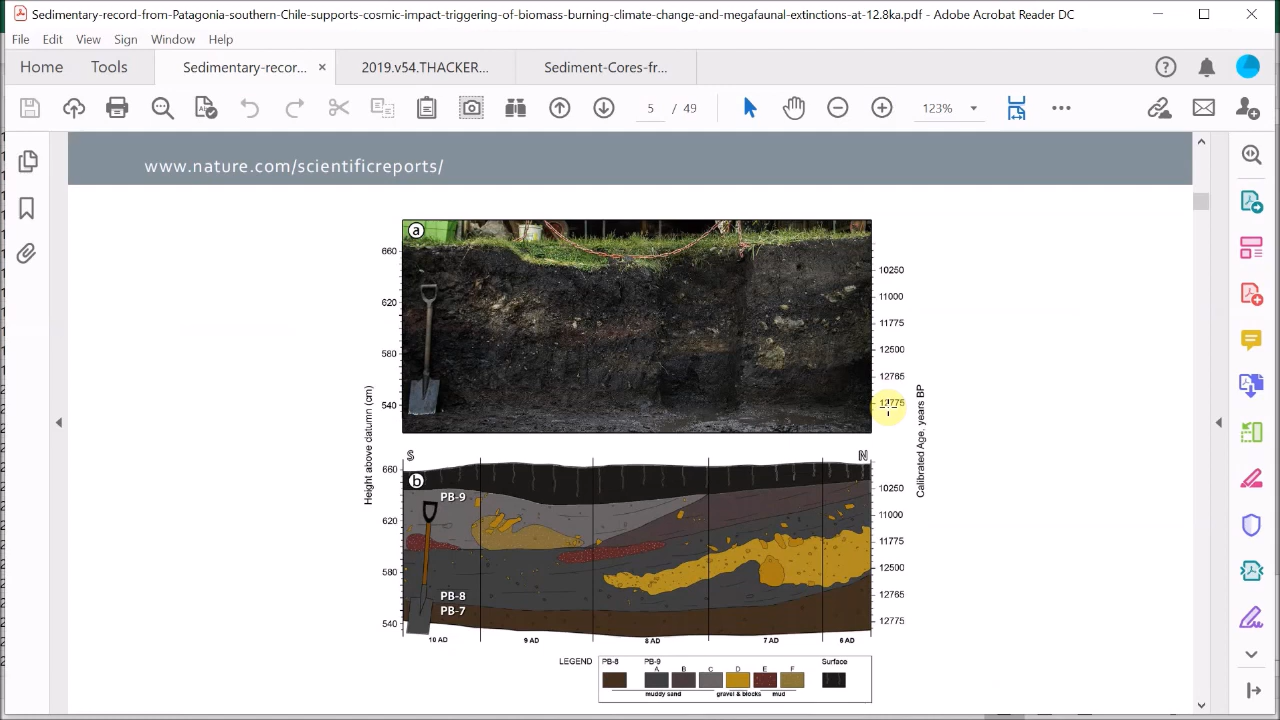 Sedimentary-record-from-Patagonia-southern-Chile-supports-cosmic-impact-triggering-of-biomass-burning-climate-change-and-megafaunal-extinctions-at-12.8ka.pdf - Adobe Acrobat Reader DC
File Edit View Sign Window Help
Home Tools Sedimentary-recor... × 2019.v54.THACKER... Sediment-Cores-fr...
5 / 49 123%
www.nature.com/scientificreports/
a
660
620
580
540
10250
11000
11775
12500
12765
12775
Height above datumn (cm)
Calibrated Age, years BP
S N
b
660
620
580
540
PB-9
PB-8
PB-7
10250
11000
11775
12500
12765
12775
10 AD 9 AD 8 AD 7 AD 6 AD
LEGEND PB-8 PB-9 Surface
A B C D E F
muddy sand gravel & blocks mud